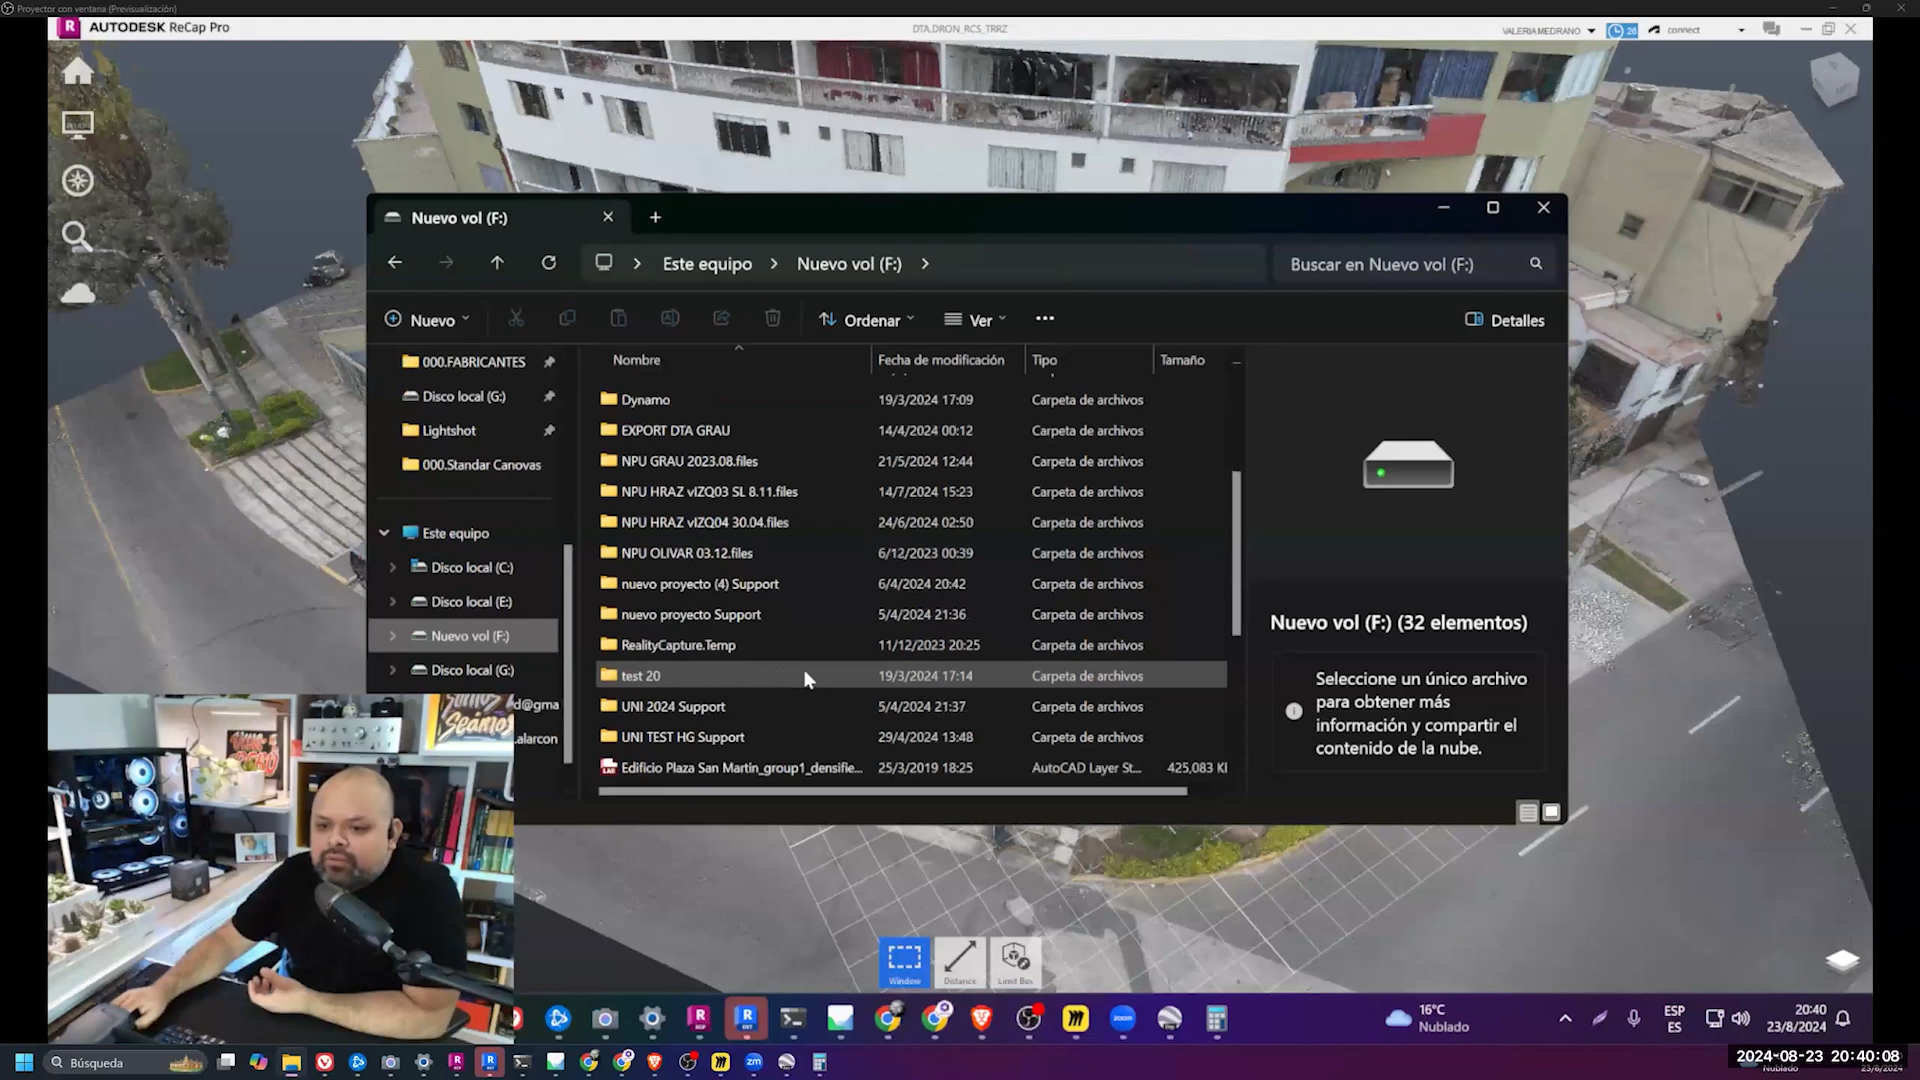 Proyector con ventana (Previsualización)
AUTODESK ReCap Pro
DTA.DRON_RCS_TRRZ
VALERIA MEDRANO
26
connect
Nuevo vol (F:)
Este equipo
Nuevo vol (F:)
Buscar en Nuevo vol (F:)
Nuevo
Ordenar
Ver
Detalles
000.FABRICANTES
Disco local (G:)
Lightshot
000.Standar Canovas
Este equipo
Disco local (C:)
Disco local (E:)
Nuevo vol (F:)
Disco local (G:)
d@gma
.alarcon
Nombre Fecha de modificación Tipo Tamaño
Dynamo 19/3/2024 17:09 Carpeta de archivos
EXPORT DTA GRAU 14/4/2024 00:12 Carpeta de archivos
NPU GRAU 2023.08.files 21/5/2024 12:44 Carpeta de archivos
NPU HRAZ vIZQ03 SL 8.11.files 14/7/2024 15:23 Carpeta de archivos
NPU HRAZ vIZQ04 30.04.files 24/6/2024 02:50 Carpeta de archivos
NPU OLIVAR 03.12.files 6/12/2023 00:39 Carpeta de archivos
nuevo proyecto (4) Support 6/4/2024 20:42 Carpeta de archivos
nuevo proyecto Support 5/4/2024 21:36 Carpeta de archivos
RealityCapture.Temp 11/12/2023 20:25 Carpeta de archivos
test 20 19/3/2024 17:14 Carpeta de archivos
UNI 2024 Support 5/4/2024 21:37 Carpeta de archivos
UNI TEST HG Support 29/4/2024 13:48 Carpeta de archivos
Edificio Plaza San Martin_group1_densifie... 25/3/2019 18:25 AutoCAD Layer St... 425,083 KI
Nuevo vol (F:) (32 elementos)
Seleccione un único archivo
para obtener más
información y compartir el
contenido de la nube.
Somos
Seámos
Window
Distance
Limit Box
zoom
16°C
Nublado
ESP
ES
20:40
23/8/2024
Búsqueda
zm
2024-08-23 20:40:08
Nublado
23/8/2024